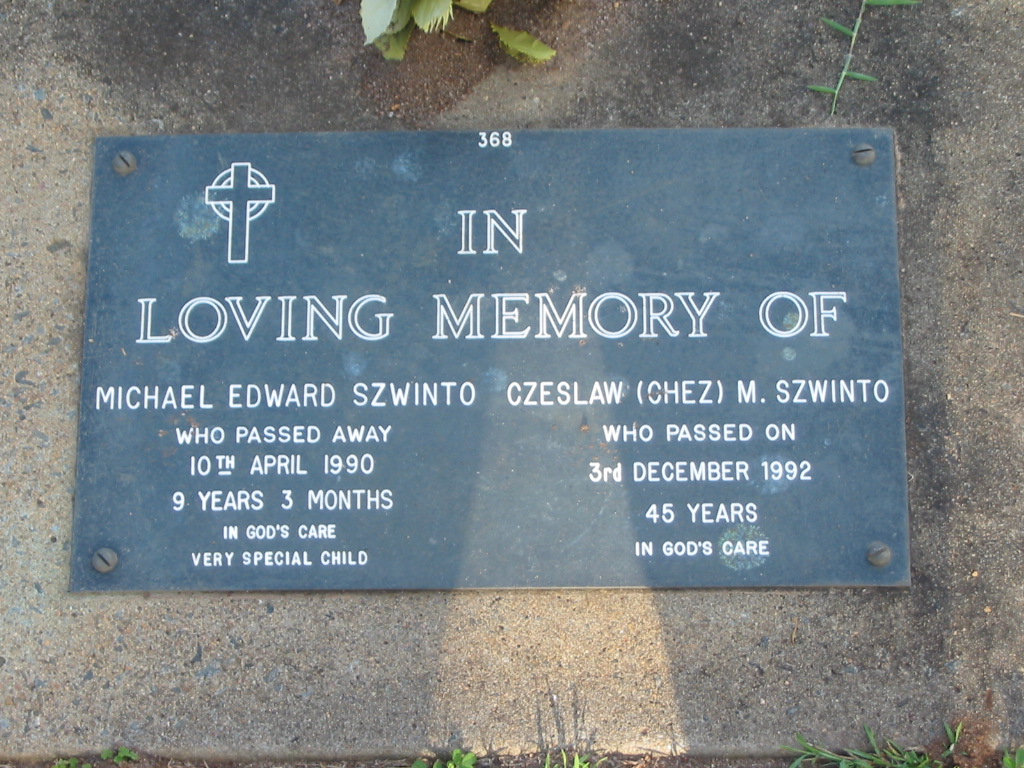 368
IN
LOVING MEMORY OF
MICHAEL EDWARD SZWINTO
WHO PASSED AWAY
10TH APRIL 1990
9 YEARS 3 MONTHS
IN GOD'S CARE
VERY SPECIAL CHILD
CZESLAW (CHEZ) M. SZWINTO
WHO PASSED ON
3rd DECEMBER 1992
45 YEARS
IN GOD'S CARE